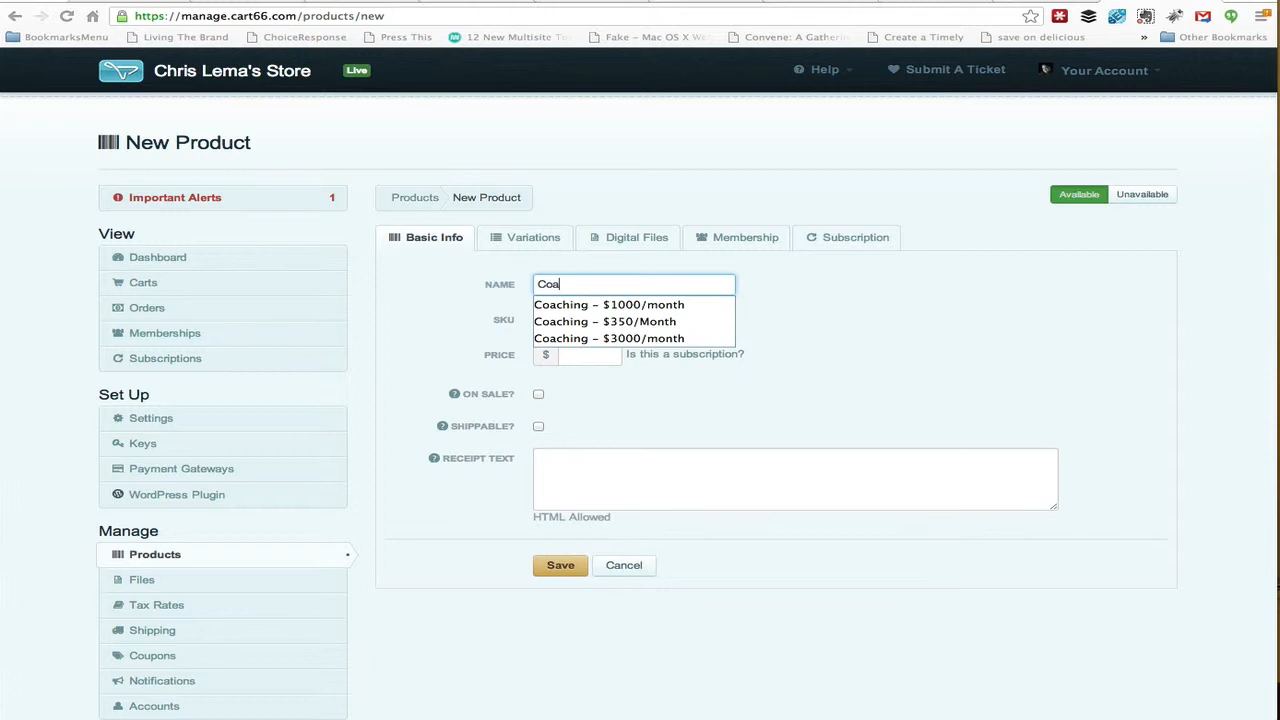 https://manage.cart66.com/products/new
BookmarksMenu Living The Brand ChoiceResponse Press This 12 New Multisite To Fake – Mac OS X We Convene: A Gatherin Create a Timely save on delicious » Other Bookmarks
Chris Lema's Store Live Help Submit A Ticket Your Account
New Product
Important Alerts 1
Products New Product
Available Unavailable
View
Dashboard
Carts
Orders
Memberships
Subscriptions
Set Up
Settings
Keys
Payment Gateways
WordPress Plugin
Manage
Products
Files
Tax Rates
Shipping
Coupons
Notifications
Accounts
Basic Info Variations Digital Files Membership Subscription
NAME Coa
Coaching – $1000/month
Coaching – $350/Month
Coaching – $3000/month
SKU
PRICE $ Is this a subscription?
ON SALE?
SHIPPABLE?
RECEIPT TEXT
HTML Allowed
Save Cancel